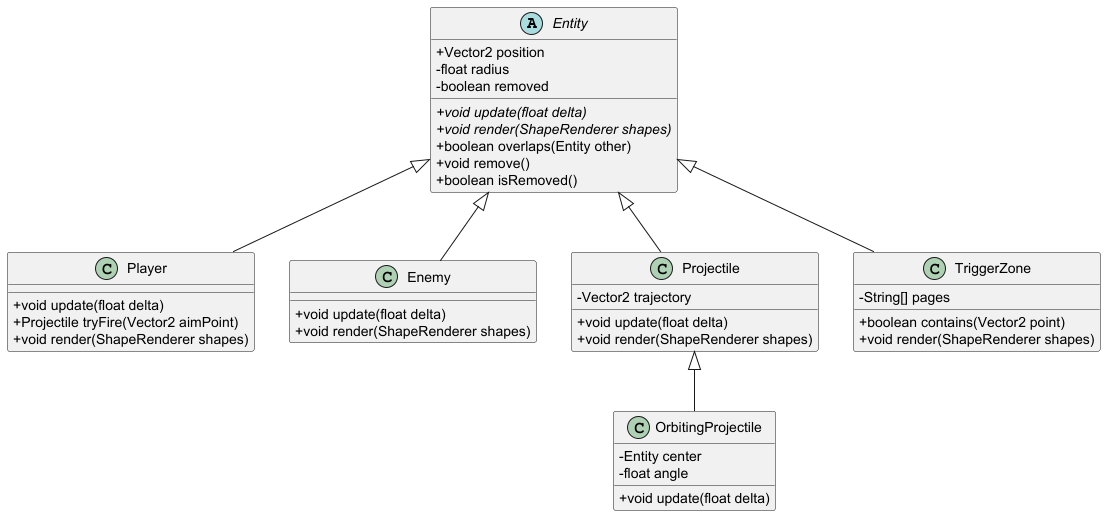 A Entity
+Vector2 position
-float radius
-boolean removed
+void update(float delta)
+void render(ShapeRenderer shapes)
+boolean overlaps(Entity other)
+void remove()
+boolean isRemoved()
C Player
+void update(float delta)
+Projectile tryFire(Vector2 aimPoint)
+void render(ShapeRenderer shapes)
C Enemy
+void update(float delta)
+void render(ShapeRenderer shapes)
C Projectile
-Vector2 trajectory
+void update(float delta)
+void render(ShapeRenderer shapes)
C TriggerZone
-String[] pages
+boolean contains(Vector2 point)
+void render(ShapeRenderer shapes)
C OrbitingProjectile
-Entity center
-float angle
+void update(float delta)